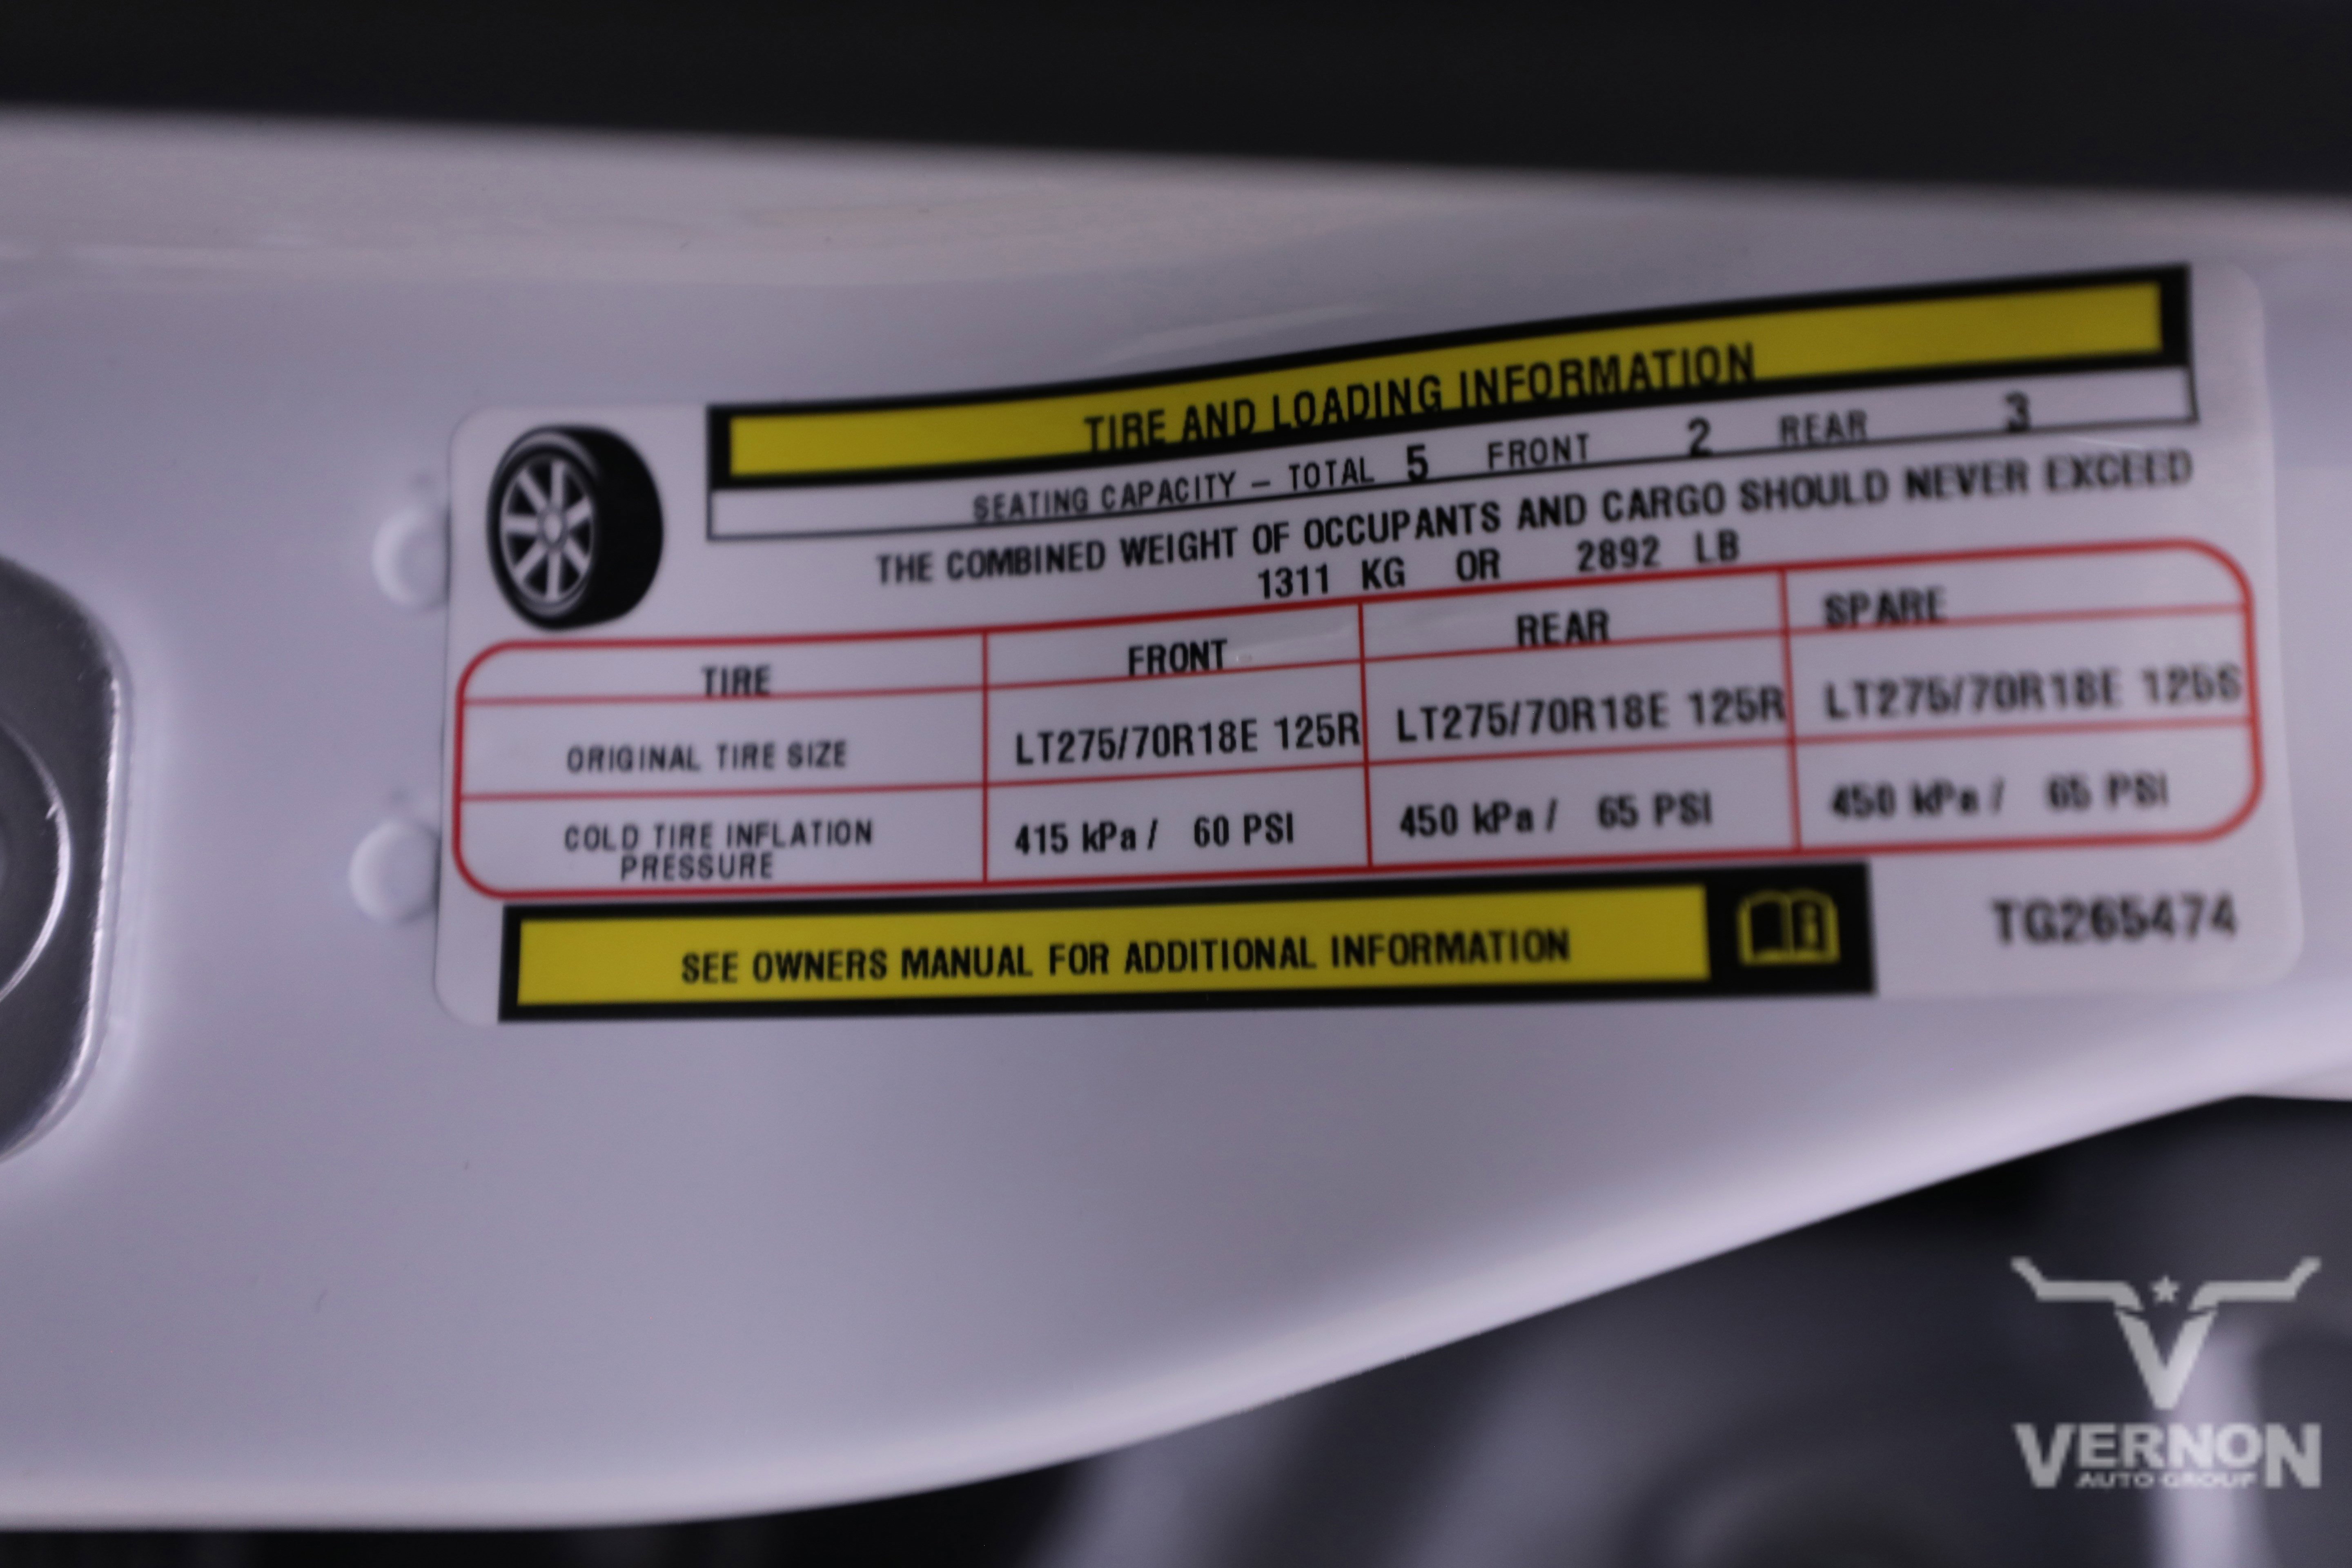 TIRE AND LOADING INFORMATION
SEATING CAPACITY – TOTAL 5 FRONT 2 REAR 3
THE COMBINED WEIGHT OF OCCUPANTS AND CARGO SHOULD NEVER EXCEED
1311 KG OR 2892 LB
TIRE FRONT REAR SPARE
ORIGINAL TIRE SIZE LT275/70R18E 125R LT275/70R18E 125R LT275/70R18E 125S
COLD TIRE INFLATION
PRESSURE 415 kPa / 60 PSI 450 kPa / 65 PSI 450 kPa / 65 PSI
SEE OWNERS MANUAL FOR ADDITIONAL INFORMATION
TG265474
VERNON
AUTO GROUP